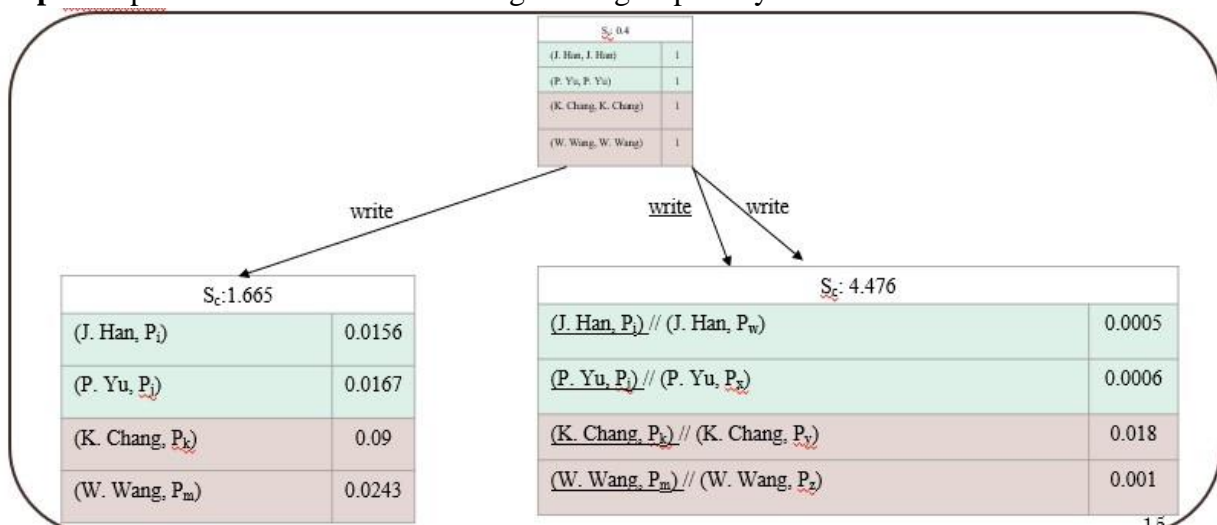 Sc: 0.4
(J. Han, J. Han) 1
(P. Yu, P. Yu) 1
(K. Chang, K. Chang) 1
(W. Wang, W. Wang) 1
write
write
write
Sc:1.665
(J. Han, Pi) 0.0156
(P. Yu, Pj) 0.0167
(K. Chang, Pk) 0.09
(W. Wang, Pm) 0.0243
Sc: 4.476
(J. Han, Pi) // (J. Han, Pw) 0.0005
(P. Yu, Pj) // (P. Yu, Px) 0.0006
(K. Chang, Pk) // (K. Chang, Py) 0.018
(W. Wang, Pm) // (W. Wang, Pz) 0.001
15